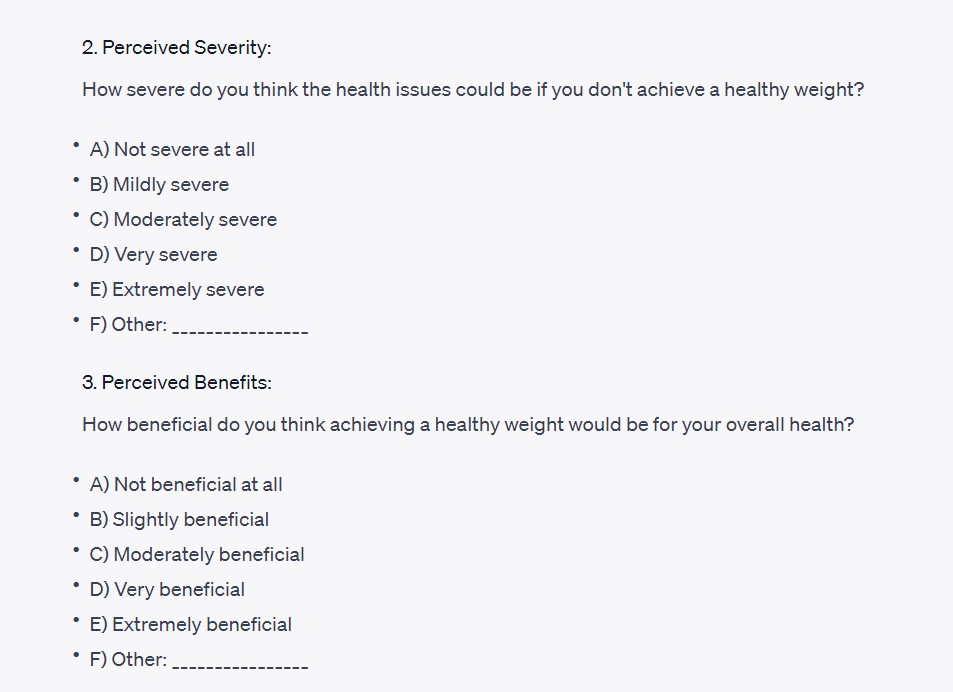 2. Perceived Severity:
How severe do you think the health issues could be if you don't achieve a healthy weight?
• A) Not severe at all
• B) Mildly severe
• C) Moderately severe
• D) Very severe
• E) Extremely severe
• F) Other: ________________
3. Perceived Benefits:
How beneficial do you think achieving a healthy weight would be for your overall health?
• A) Not beneficial at all
• B) Slightly beneficial
• C) Moderately beneficial
• D) Very beneficial
• E) Extremely beneficial
• F) Other: ________________